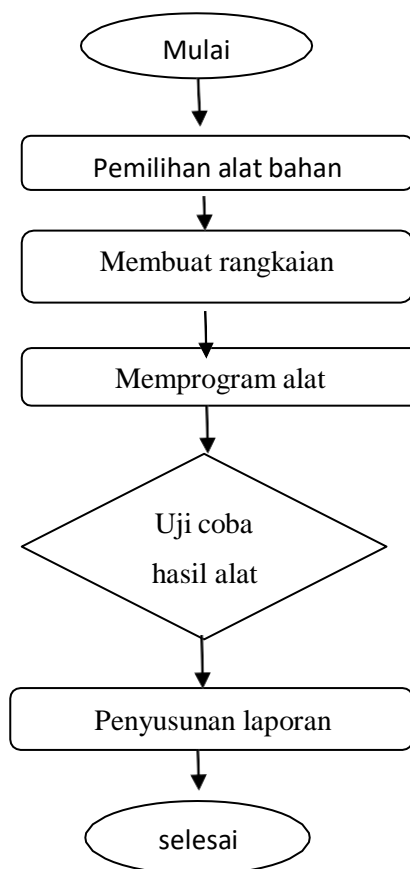 Mulai
Pemilihan alat bahan
Membuat rangkaian
Memprogram alat
Uji coba
hasil alat
Penyusunan laporan
selesai